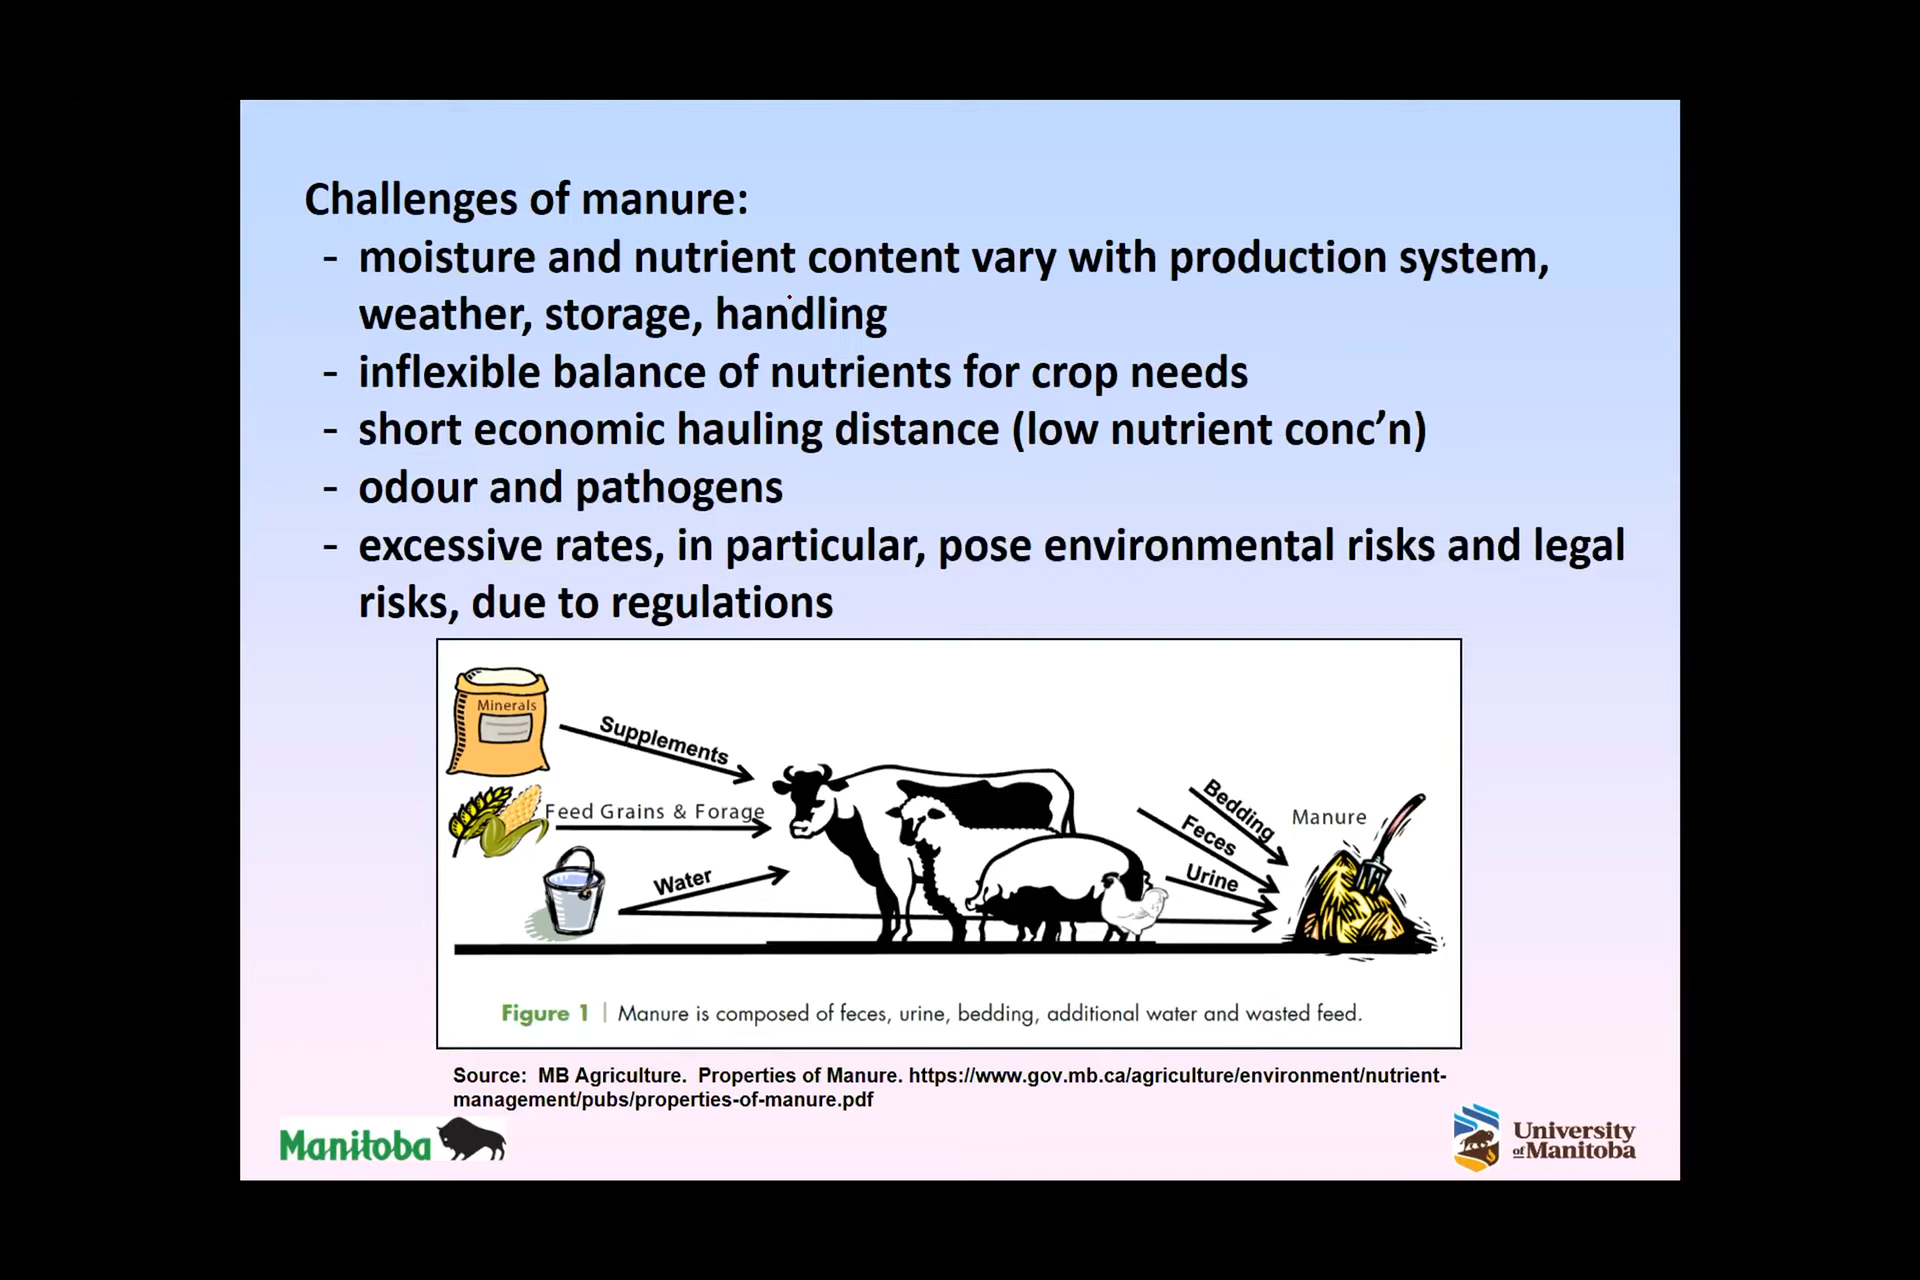 Challenges of manure:
- moisture and nutrient content vary with production system,
weather, storage, handling
- inflexible balance of nutrients for crop needs
- short economic hauling distance (low nutrient conc’n)
- odour and pathogens
- excessive rates, in particular, pose environmental risks and legal
risks, due to regulations
Minerals
Supplements
Feed Grains & Forage
Water
Bedding
Feces
Urine
Manure
Figure 1 | Manure is composed of feces, urine, bedding, additional water and wasted feed.
Source: MB Agriculture. Properties of Manure. https://www.gov.mb.ca/agriculture/environment/nutrient-
management/pubs/properties-of-manure.pdf
Manitoba
University
of Manitoba